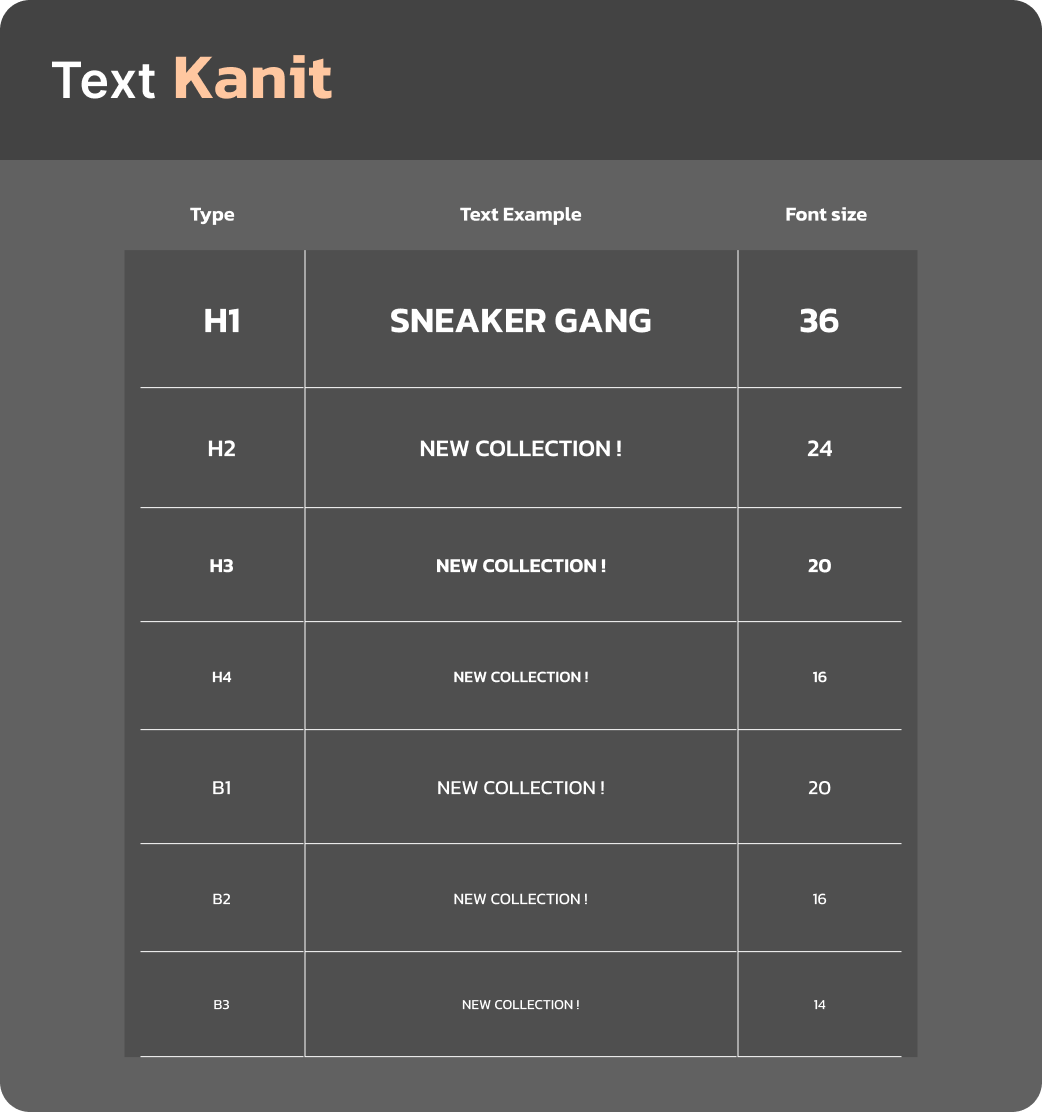 Text Kanit
Type Text Example Font size
H1 SNEAKER GANG 36
H2 NEW COLLECTION ! 24
H3 NEW COLLECTION ! 20
H4 NEW COLLECTION ! 16
B1 NEW COLLECTION ! 20
B2 NEW COLLECTION ! 16
B3 NEW COLLECTION ! 14